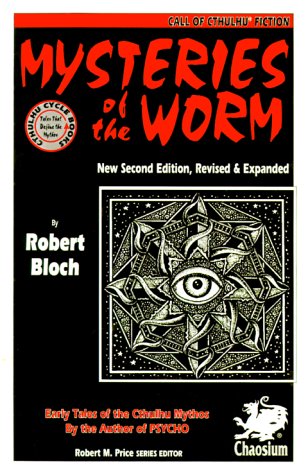 CALL OF CTHULHU® FICTION
MYSTERIES
of the WORM
CTHULHU CYCLE BOOKS
Tales That
Define the
Mythos
New Second Edition, Revised & Expanded
By
Robert
Bloch
Early Tales of the Cthulhu Mythos
By the Author of PSYCHO
Robert M. Price SERIES EDITOR
Chaosium